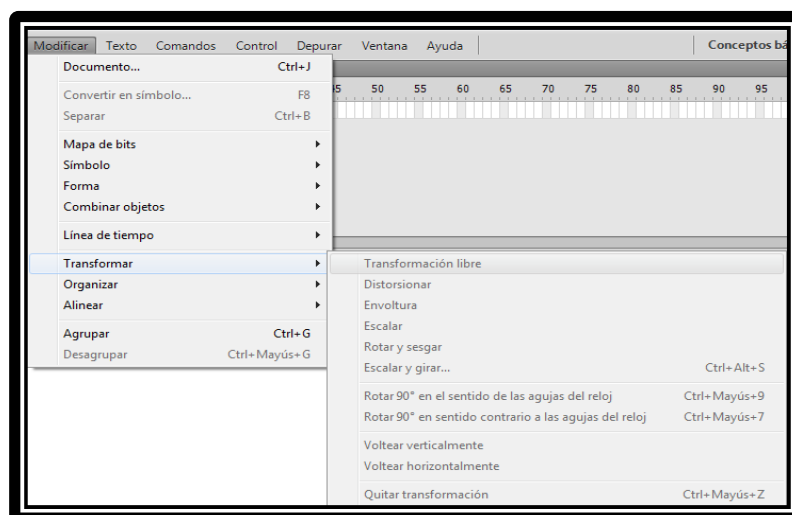 Modificar Texto Comandos Control Depurar Ventana Ayuda Conceptos bá
Documento... Ctrl+J
5 50 55 60 65 70 75 80 85 90 95
Convertir en símbolo... F8
Separar Ctrl+B
Mapa de bits
Símbolo
Forma
Combinar objetos
Línea de tiempo
Transformar
Organizar
Alinear
Agrupar Ctrl+G
Desagrupar Ctrl+Mayús+G
Transformación libre
Distorsionar
Envoltura
Escalar
Rotar y sesgar
Escalar y girar... Ctrl+Alt+S
Rotar 90° en el sentido de las agujas del reloj Ctrl+Mayús+9
Rotar 90° en sentido contrario a las agujas del reloj Ctrl+Mayús+7
Voltear verticalmente
Voltear horizontalmente
Quitar transformación Ctrl+Mayús+Z